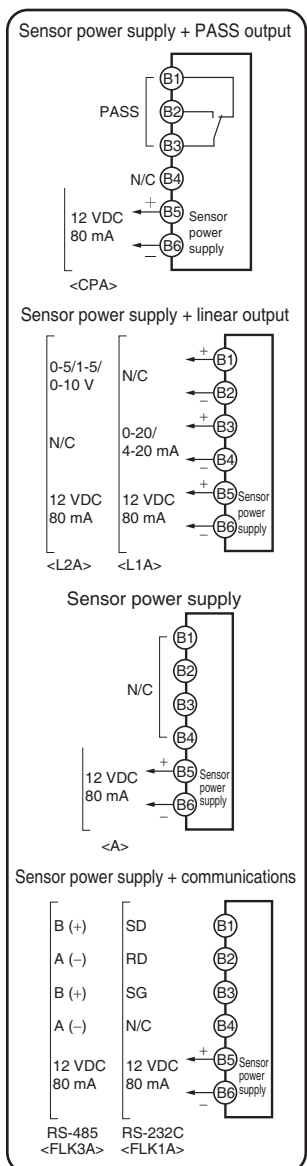 Sensor power supply + PASS output
B1
PASS
B2
B3
N/C
B4
+
12 VDC
80 mA
B5
Sensor
power
supply
B6
−
<CPA>
Sensor power supply + linear output
0-5/1-5/
0-10 V
N/C
+
B1
−
B2
N/C
0-20/
4-20 mA
+
B3
−
B4
12 VDC
80 mA
12 VDC
80 mA
+
B5
Sensor
power
supply
−
B6
<L2A>
<L1A>
Sensor power supply
B1
N/C
B2
B3
B4
12 VDC
80 mA
+
B5
Sensor
power
supply
−
B6
<A>
Sensor power supply + communications
B (+)
SD
B1
A (−)
RD
B2
B (+)
SG
B3
A (−)
N/C
B4
12 VDC
80 mA
12 VDC
80 mA
+
B5
Sensor
power
supply
−
B6
RS-485
<FLK3A>
RS-232C
<FLK1A>